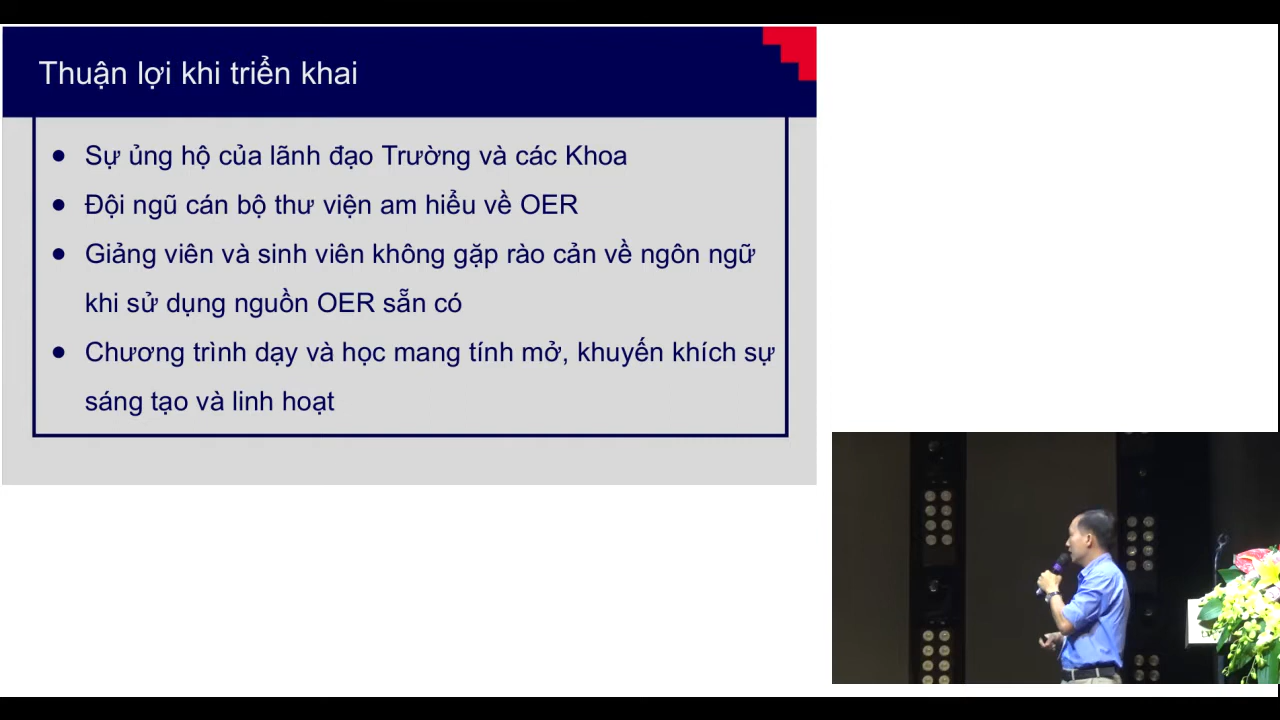 Thuận lợi khi triển khai
● Sự ủng hộ của lãnh đạo Trường và các Khoa
● Đội ngũ cán bộ thư viện am hiểu về OER
● Giảng viên và sinh viên không gặp rào cản về ngôn ngữ
khi sử dụng nguồn OER sẵn có
● Chương trình dạy và học mang tính mở, khuyến khích sự
sáng tạo và linh hoạt